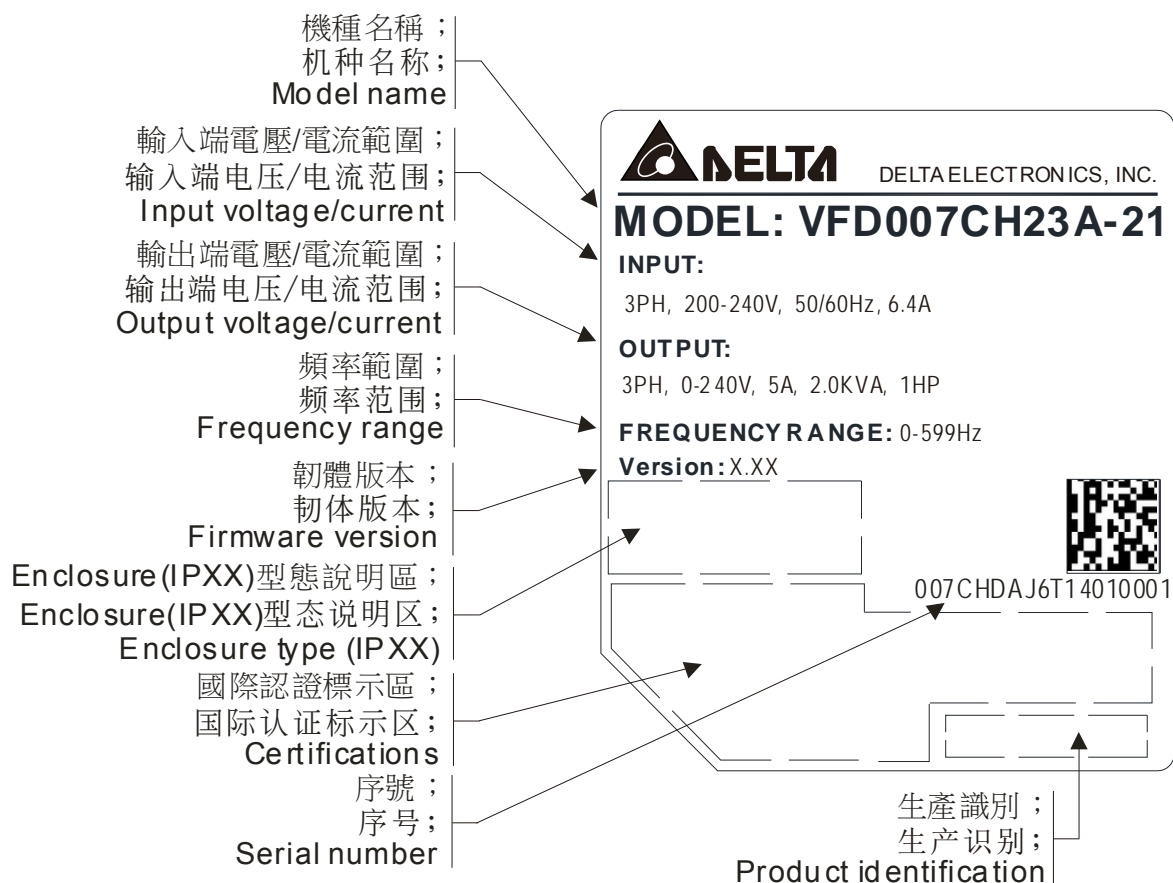 機種名稱；
机种名称；
Model name
輸入端電壓/電流範圍；
输入端电压/电流范围；
Input voltage/current
輸出端電壓/電流範圍；
输出端电压/电流范围；
Output voltage/current
頻率範圍；
频率范围；
Frequency range
韌體版本；
韧体版本；
Firmware version
Enclosure(IPXX)型態說明區；
Enclosure(IPXX)型态说明区；
Enclosure type (IPXX)
國際認證標示區；
国际认证标示区；
Certifications
序號；
序号；
Serial number
DELTA DELTA ELECTRONICS, INC.
MODEL: VFD007CH23A-21
INPUT:
3PH, 200-240V, 50/60Hz, 6.4A
OUTPUT:
3PH, 0-240V, 5A, 2.0KVA, 1HP
FREQUENCY RANGE: 0-599Hz
Version: X.XX
007CHDAJ6T14010001
生產識別；
生产识别；
Product identification